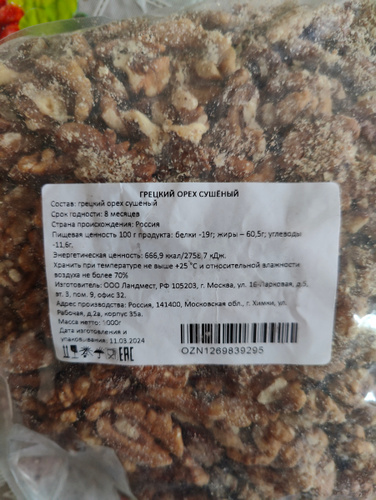 ГРЕЦКИЙ ОРЕХ СУШЁНЫЙ
Состав: грецкий орех сушёный
Срок годности: 8 месяцев
Страна происхождения: Россия
Пищевая ценность 100 г продукта: белки -19г; жиры – 60,5г; углеводы
-11,6г.
Энергетическая ценность: 666,9 ккал/2758,7 кДж.
Хранить при температуре не выше +25 °C и относительной влажности
воздуха не более 70%
Изготовитель: ООО Ландмест, РФ 105203, г. Москва, ул. 16-Парковая, д.5,
эт. 3, пом. 9, офис 32.
Адрес производства: Россия, 141400, Московская обл., г. Химки, ул.
Рабочая, д.2а, корпус 35а.
Масса нетто: 1000г
Дата изготовления и
упаковывания: 11.03.2024
EAC
OZN1269839295